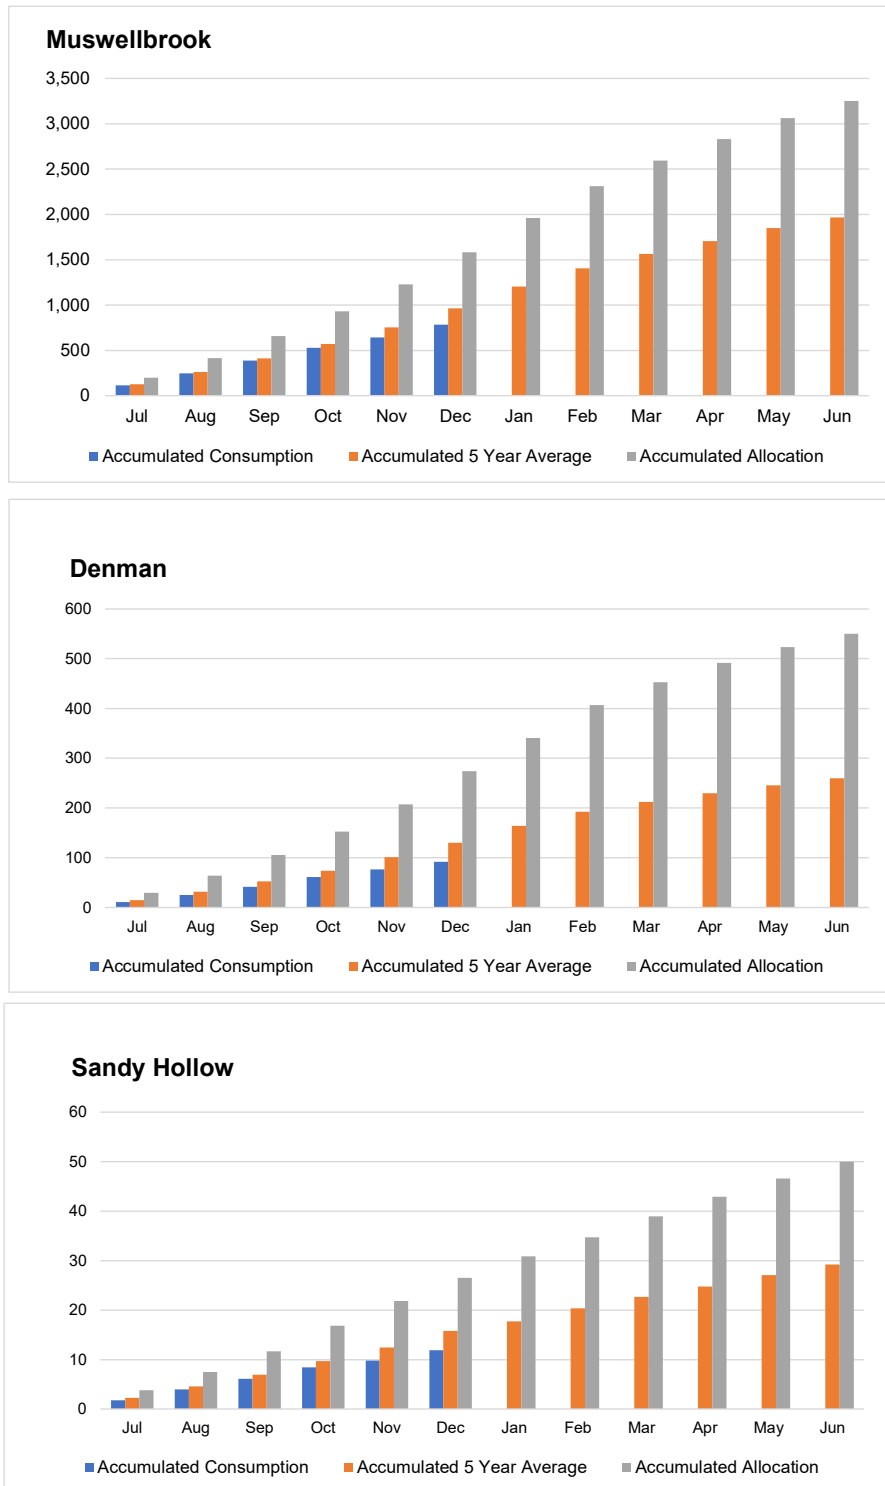 Muswellbrook
3,500
3,000
2,500
2,000
1,500
1,000
500
0
Jul Aug Sep Oct Nov Dec Jan Feb Mar Apr May Jun
Accumulated Consumption Accumulated 5 Year Average Accumulated Allocation
Denman
600
500
400
300
200
100
0
Jul Aug Sep Oct Nov Dec Jan Feb Mar Apr May Jun
Accumulated Consumption Accumulated 5 Year Average Accumulated Allocation
Sandy Hollow
60
50
40
30
20
10
0
Jul Aug Sep Oct Nov Dec Jan Feb Mar Apr May Jun
Accumulated Consumption Accumulated 5 Year Average Accumulated Allocation